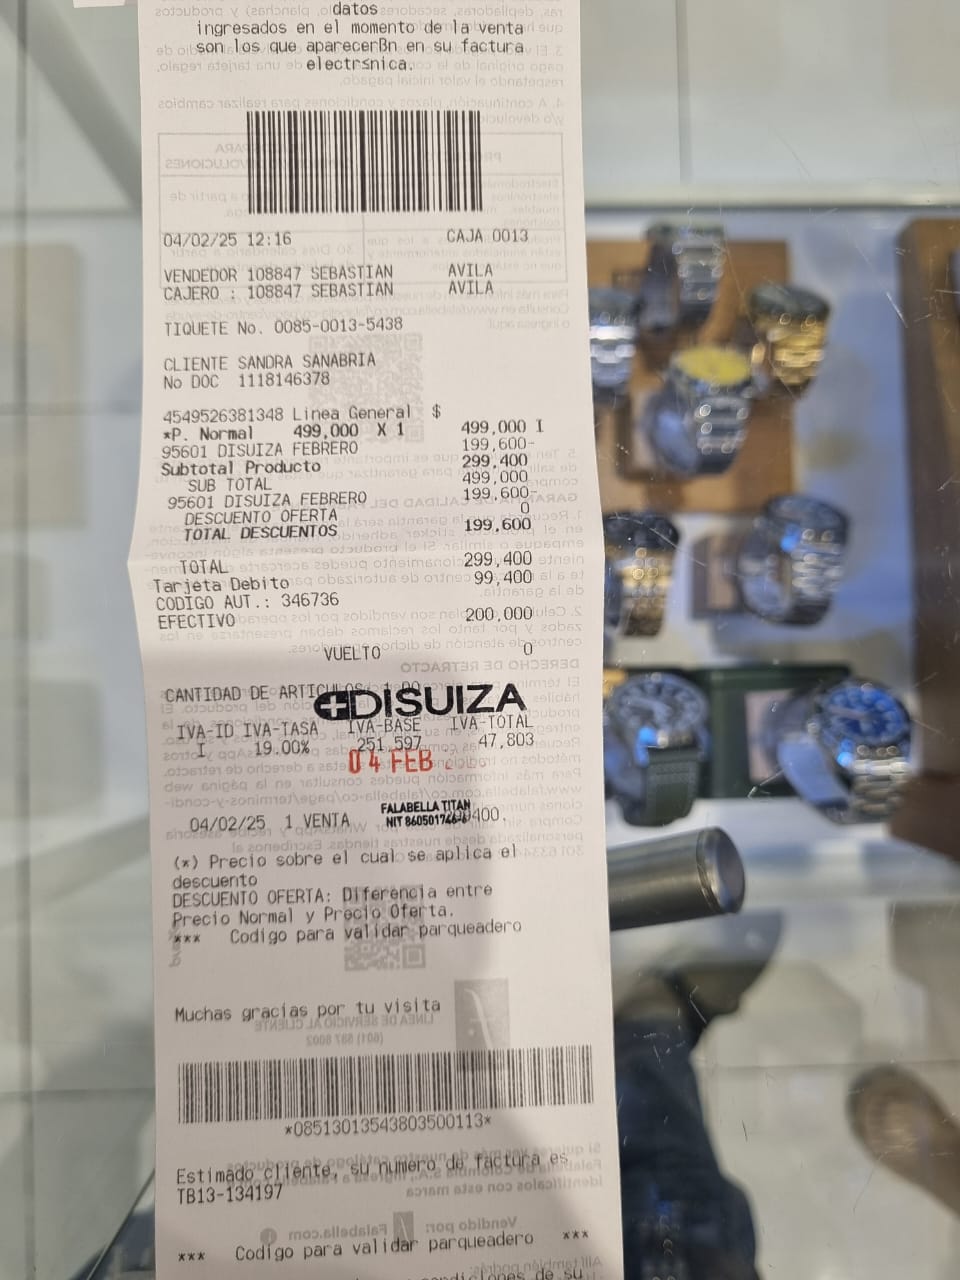 datos
ingresados en el momento de la venta
son los que aparecerBn en su factura
electrsnica.
04/02/25 12:16 CAJA 0013
VENDEDOR 108847 SEBASTIAN AVILA
CAJERO : 108847 SEBASTIAN AVILA
TIQUETE No. 0085-0013-5438
CLIENTE SANDRA SANABRIA
No DOC 1118146378
4549526381348 Linea General $
*P. Normal 499,000 X 1 499,000 I
95601 DISUIZA FEBRERO 199,600-
Subtotal Producto 299,400
SUB TOTAL 499,000
95601 DISUIZA FEBRERO 199,600-
DESCUENTO OFERTA 0
TOTAL DESCUENTOS 199,600
TOTAL 299,400
Tarjeta Debito 99,400
CODIGO AUT.: 346736
EFECTIVO 200,000
VUELTO 0
CANTIDAD DE ARTICULOS
DISUIZA
IVA-ID IVA-TASA IVA-BASE IVA-TOTAL
I 19.00% 251,597 47,803
04 FEB
FALABELLA TITAN
04/02/25 1 VENTA
NIT
(*) Precio sobre el cual se aplica el
descuento
DESCUENTO OFERTA: Diferencia entre
Precio Normal y Precio Oferta.
*** Codigo para validar parqueadero
Muchas gracias por tu visita
*08513013543803500113*
Estimado cliente, su numero de factura es
TB13-134197
*** Codigo para validar parqueadero ***
de su